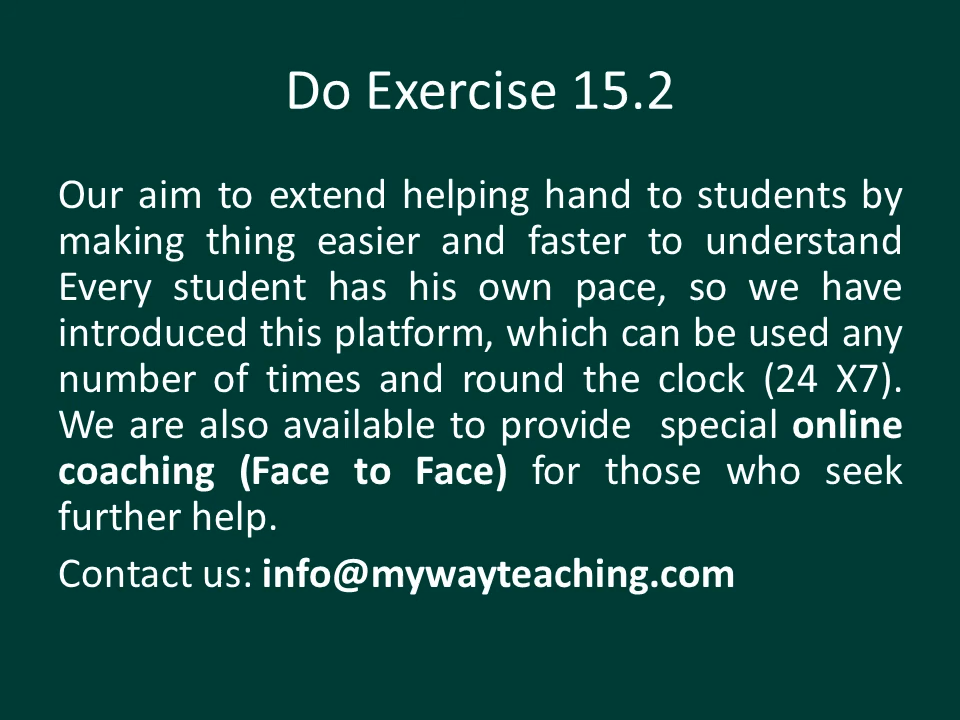 Do Exercise 15.2
Our aim to extend helping hand to students by
making thing easier and faster to understand
Every student has his own pace, so we have
introduced this platform, which can be used any
number of times and round the clock (24 X7).
We are also available to provide  special online
coaching (Face to Face) for those who seek
further help.
Contact us: info@mywayteaching.com